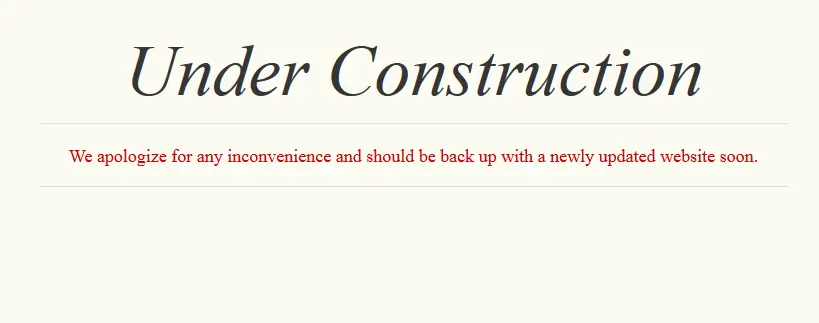 Under Construction
We apologize for any inconvenience and should be back up with a newly updated website soon.